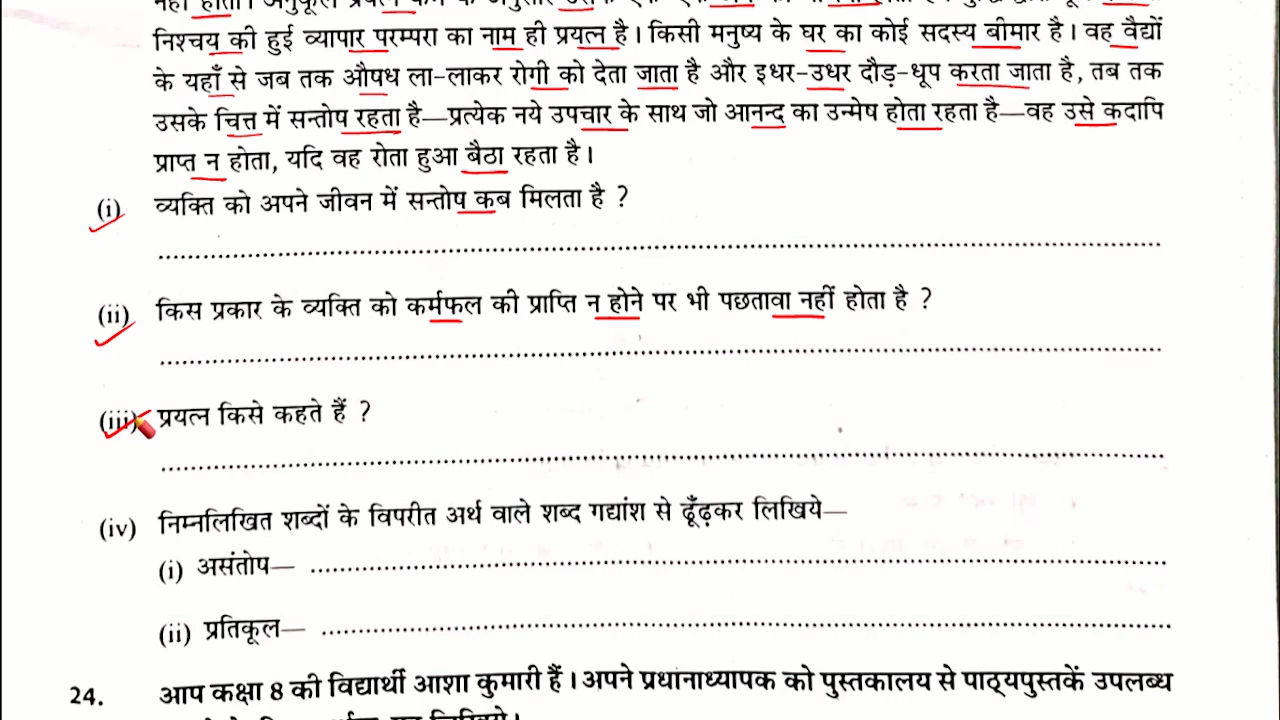 निश्चय की हुई व्यापार परम्परा का नाम ही प्रयत्न है। किसी मनुष्य के घर का कोई सदस्य बीमार है। वह वैद्यों
के यहाँ से जब तक औषध ला-लाकर रोगी को देता जाता है और इधर-उधर दौड़-धूप करता जाता है, तब तक
उसके चित्त में सन्तोष रहता है—प्रत्येक नये उपचार के साथ जो आनन्द का उन्मेष होता रहता है—वह उसे कदापि
प्राप्त न होता, यदि वह रोता हुआ बैठा रहता है।
(i) व्यक्ति को अपने जीवन में सन्तोष कब मिलता है ?
(ii) किस प्रकार के व्यक्ति को कर्मफल की प्राप्ति न होने पर भी पछतावा नहीं होता है ?
(iii) प्रयत्न किसे कहते हैं ?
(iv) निम्नलिखित शब्दों के विपरीत अर्थ वाले शब्द गद्यांश से ढूँढ़कर लिखिये—
(i) असंतोष—
(ii) प्रतिकूल—
24. आप कक्षा 8 की विद्यार्थी आशा कुमारी हैं। अपने प्रधानाध्यापक को पुस्तकालय से पाठ्यपुस्तकें उपलब्ध